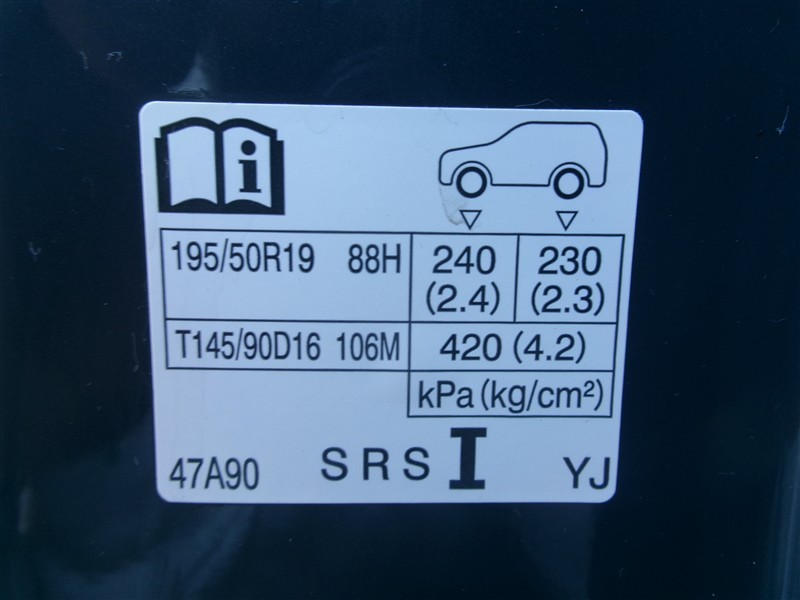 i
195/50R19 88H 240 (2.4) 230 (2.3)
T145/90D16 106M 420 (4.2)
kPa (kg/cm²)
47A90 SRS I YJ